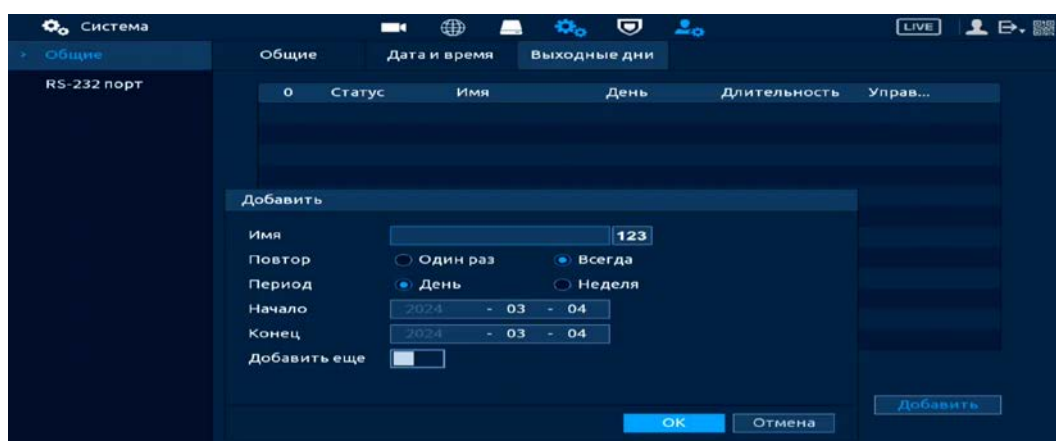 Система LIVE
Общие Общие Дата и время Выходные дни
RS-232 порт
0 Статус Имя День Длительность Управ...
Добавить
Имя 123
Повтор Один раз Всегда
Период День Неделя
Начало 2024 - 03 - 04
Конец 2024 - 03 - 04
Добавить еще
Добавить
OK Отмена